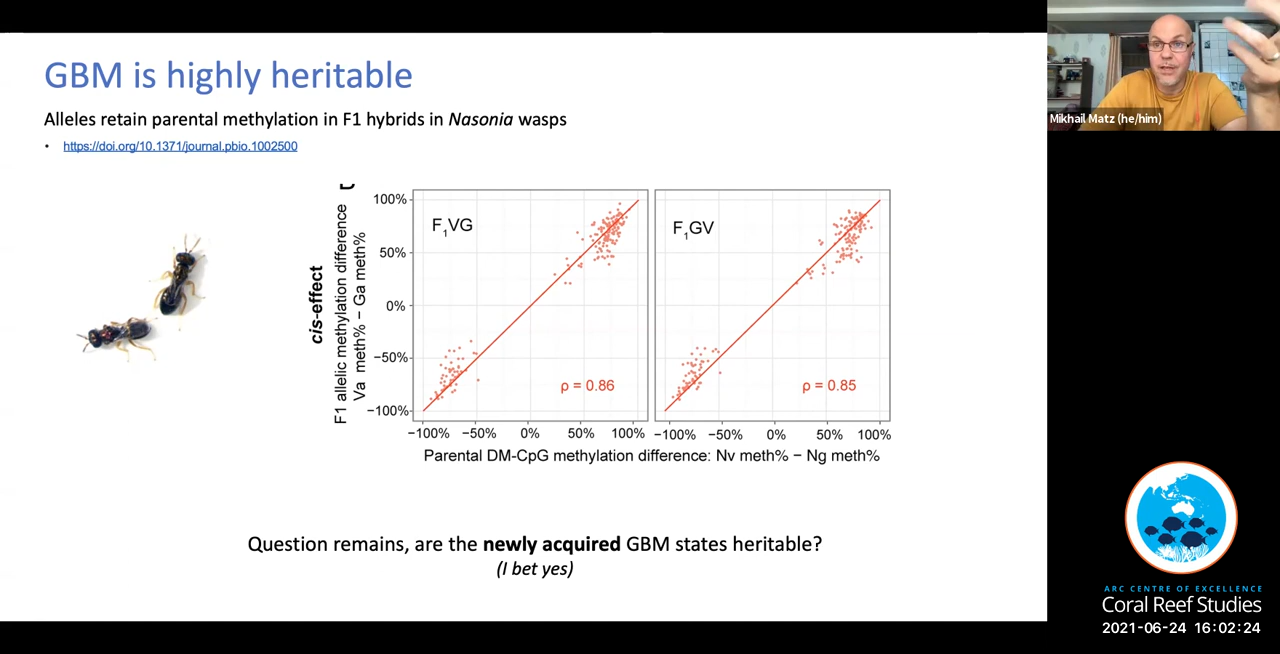 GBM is highly heritable
Alleles retain parental methylation in F1 hybrids in Nasonia wasps
• https://doi.org/10.1371/journal.pbio.1002500
cis-effect
F1 allelic methylation difference
Va meth% − Ga meth%
100%
50%
0%
−50%
−100%
F1VG
ρ = 0.86
F1GV
ρ = 0.85
−100% −50% 0% 50% 100% −100% −50% 0% 50% 100%
Parental DM-CpG methylation difference: Nv meth% − Ng meth%
Question remains, are the newly acquired GBM states heritable?
(I bet yes)
Mikhail Matz (he/him)
ARC CENTRE OF EXCELLENCE
Coral Reef Studies
2021-06-24 16:02:24